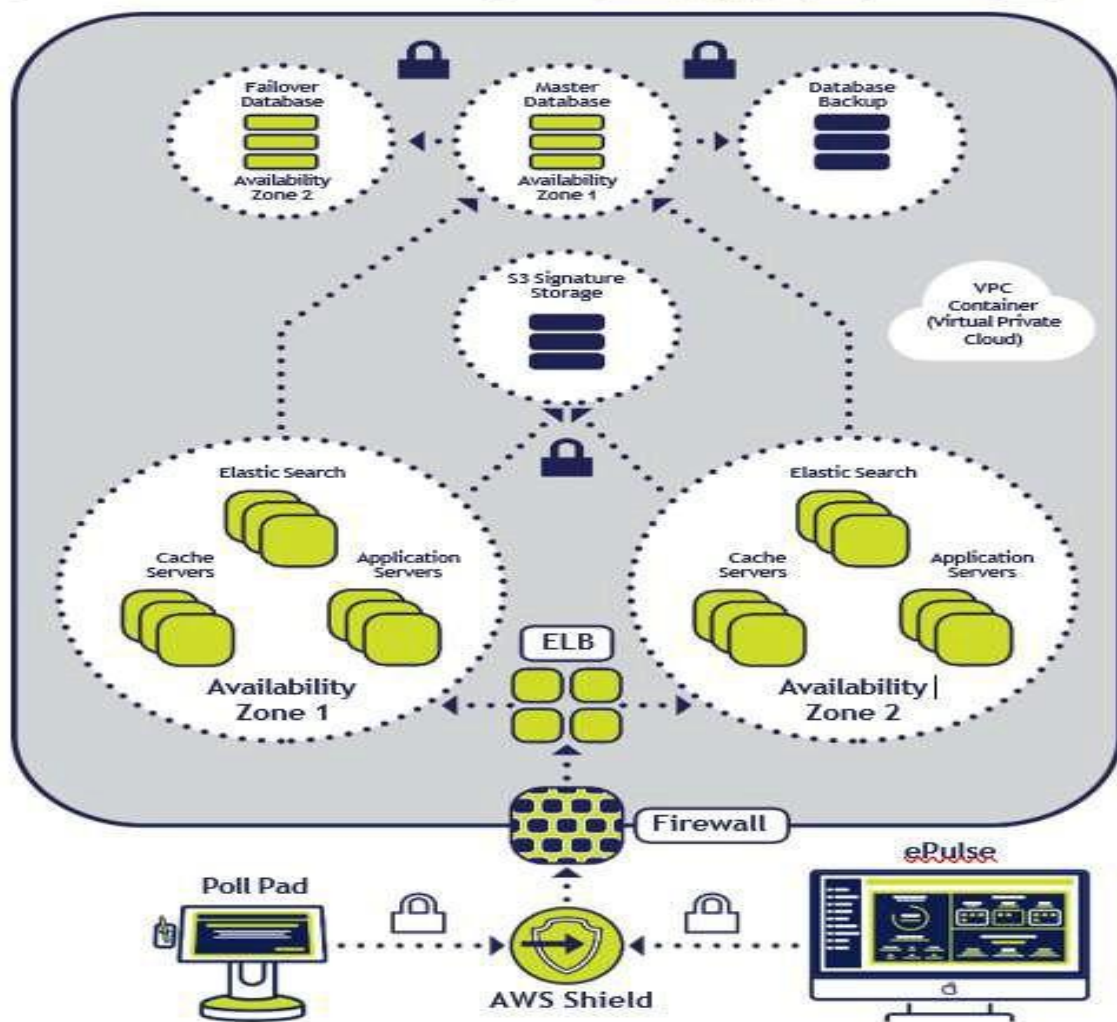 Failover
Database
Availability
Zone 2
Master
Database
Availability
Zone 1
Database
Backup
S3 Signature
Storage
VPC
Container
(Virtual Private
Cloud)
Elastic Search
Cache
Servers
Application
Servers
Availability
Zone 1
Elastic Search
Cache
Servers
Application
Servers
Availability
Zone 2
ELB
Firewall
Poll Pad
AWS Shield
ePulse